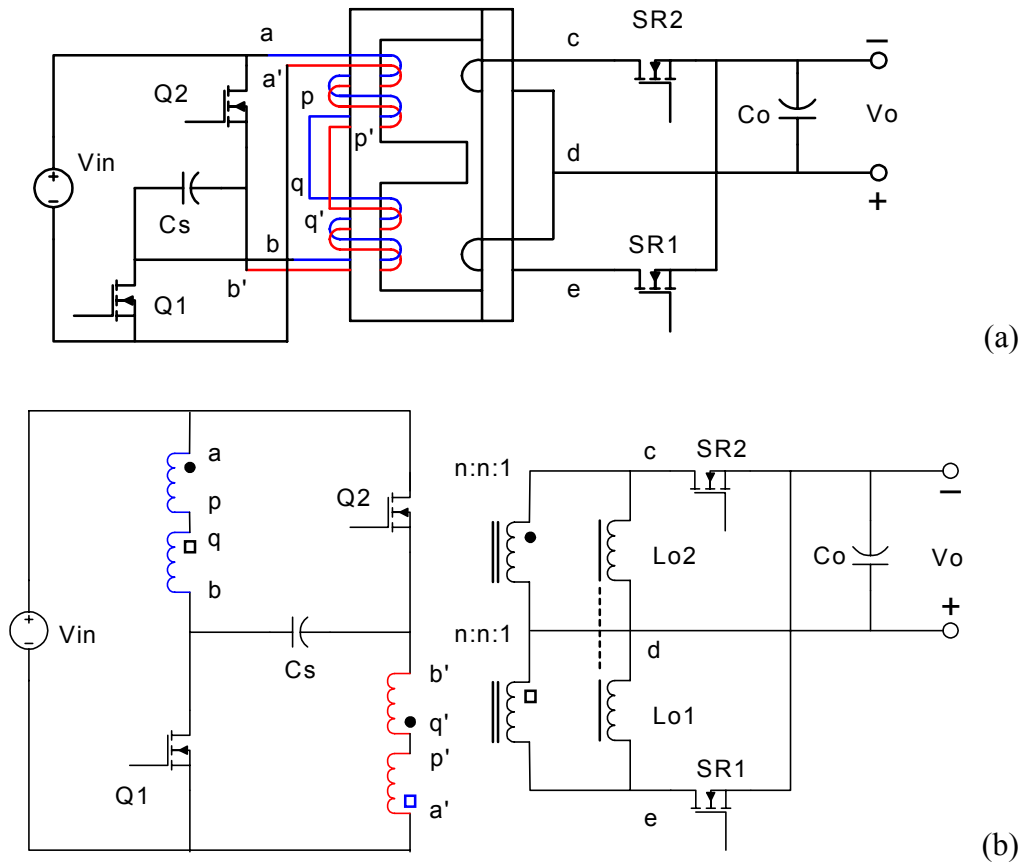 SR2
a
c
a'
Q2
p
p'
Co
Vo
Vin
d
q
Cs
q'
SR1
b
b'
Q1
e
(a)
SR2
n:n:1
c
a
p
Q2
q
Lo2
Co
Vo
b
Vin
n:n:1
Cs
d
b'
q'
Lo1
p'
SR1
Q1
a'
e
(b)